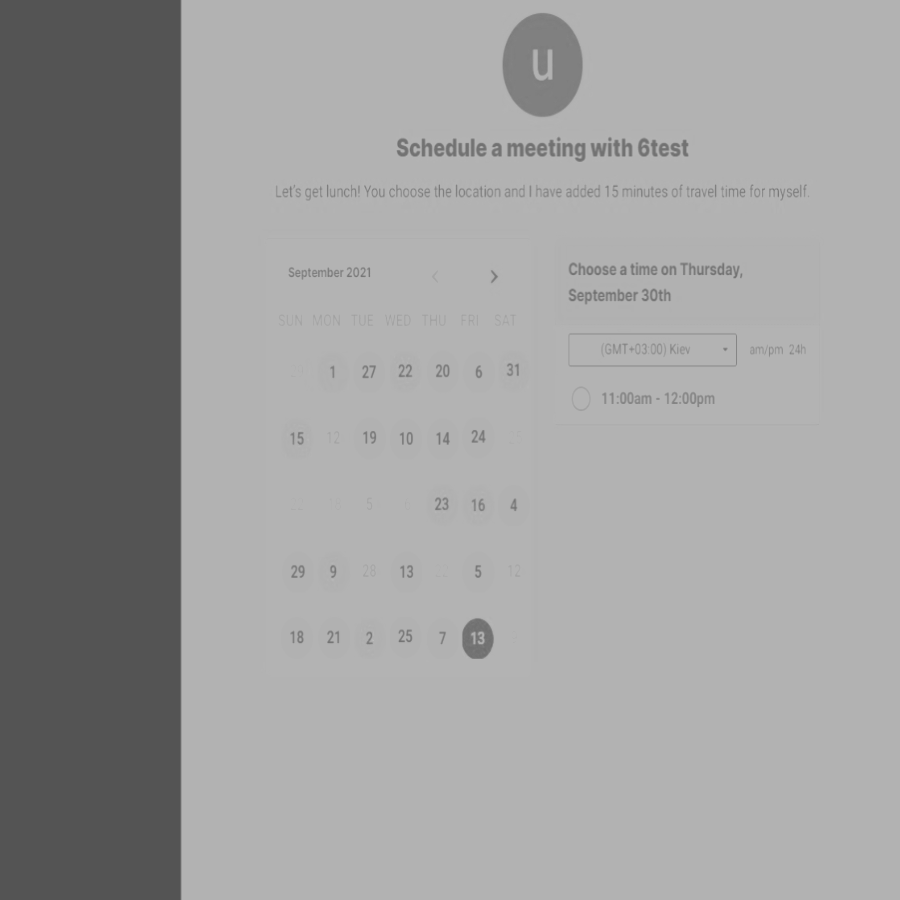 u
Schedule a meeting with 6test
Let's get lunch! You choose the location and I have added 15 minutes of travel time for myself.
September 2021
SUN MON TUE WED THU FRI SAT
1 27 22 20 6 31
15 12 19 10 14 24
5 23 16 4
29 9 28 13 22 5 12
18 21 2 25 7 13
Choose a time on Thursday,
September 30th
(GMT+03:00) Kiev am/pm 24h
11:00am - 12:00pm